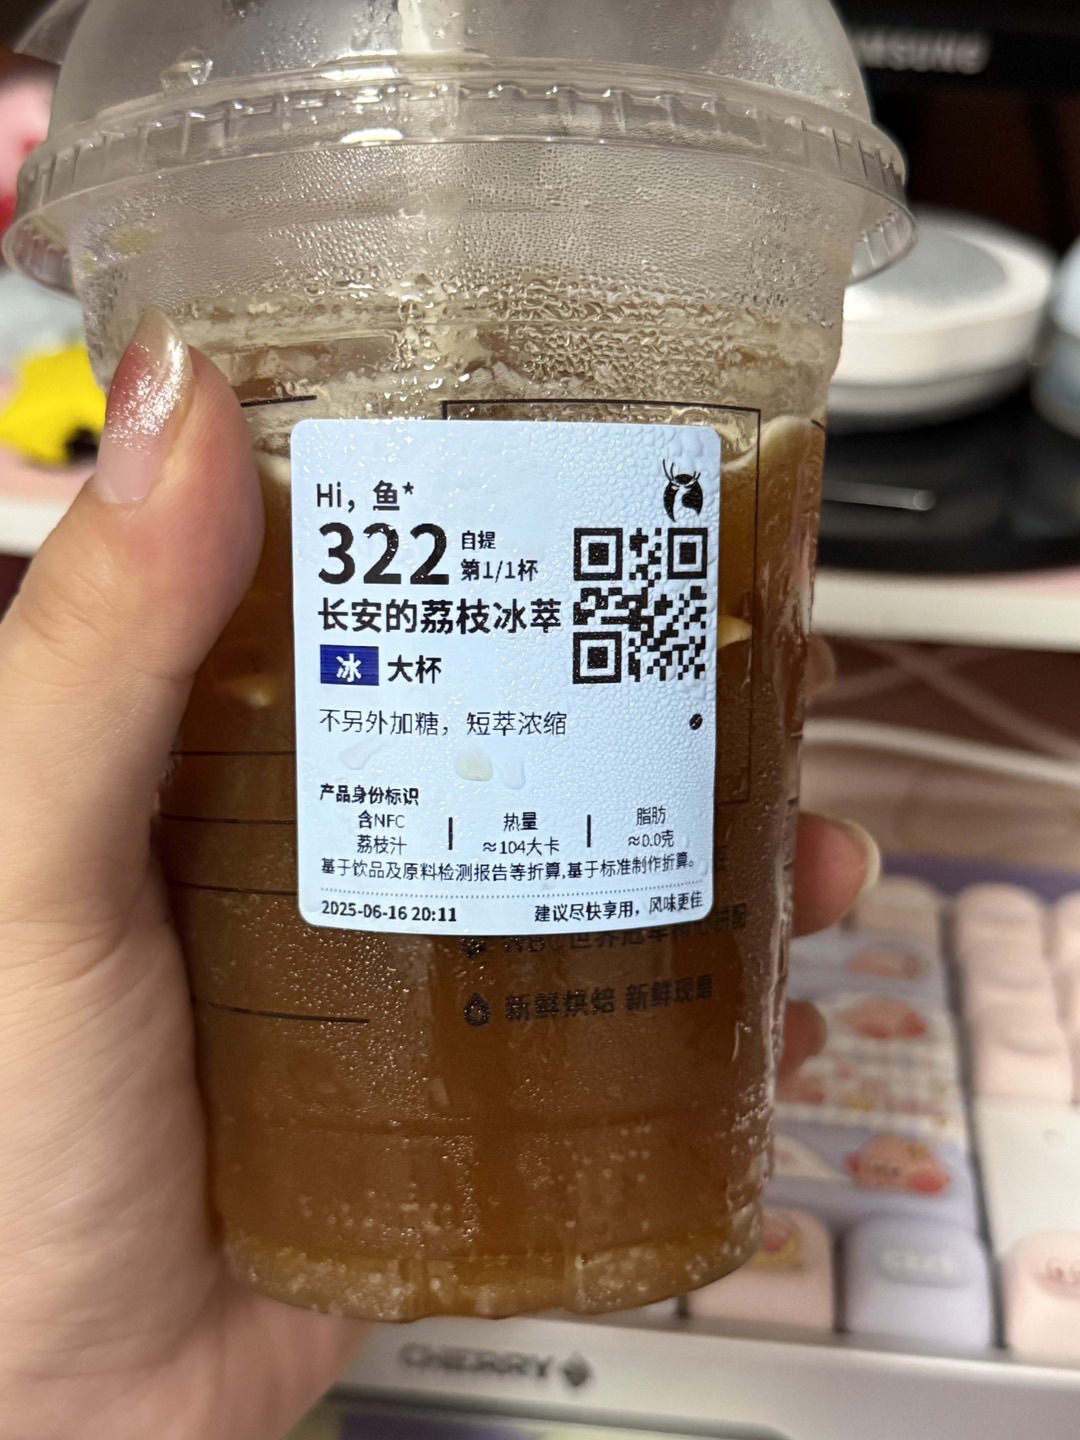 SAMSUNG
Hi，鱼*
322 自提
第1/1杯
长安的荔枝冰萃
冰 大杯
不另外加糖，短萃浓缩
产品身份标识
含NFC 荔枝汁 | 热量 ≈104大卡 | 脂肪 ≈0.0克
基于饮品及原料检测报告等折算,基于标准制作折算。
2025-06-16 20:11 建议尽快享用，风味更佳
新鲜烘焙 新鲜现磨
CHERRY